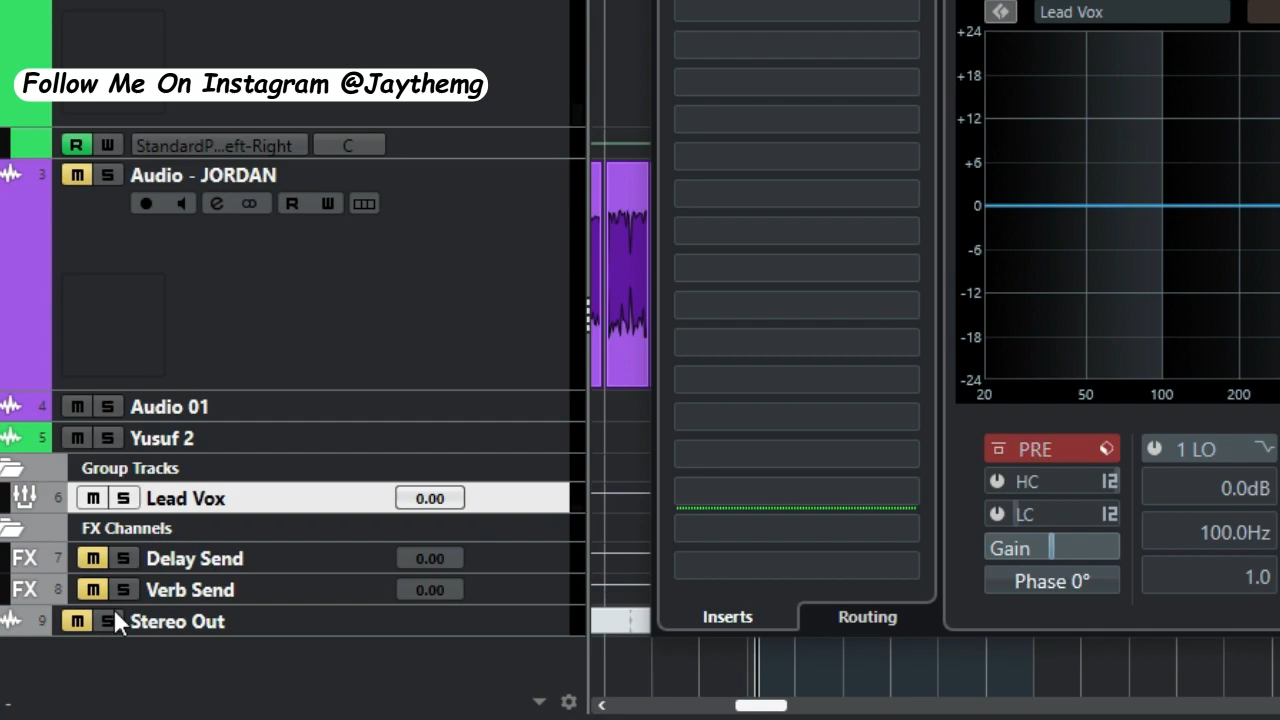 Lead Vox
Follow Me On Instagram @Jaythemg
R W StandardP...eft-Right C
3 M S Audio - JORDAN
R W
4 M S Audio 01
5 M S Yusuf 2
Group Tracks
6 M S Lead Vox 0.00
FX Channels
FX 7 M S Delay Send 0.00
FX 8 M S Verb Send 0.00
9 M S Stereo Out
Inserts Routing
+24
+18
+12
+6
0
-6
-12
-18
-24
20 50 100 200
PRE 1 LO
HC 12 0.0dB
LC 12 100.0Hz
Gain 1.0
Phase 0°